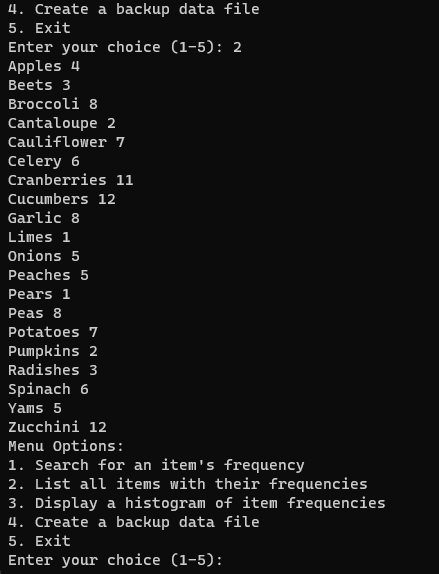 4. Create a backup data file
5. Exit
Enter your choice (1-5): 2
Apples 4
Beets 3
Broccoli 8
Cantaloupe 2
Cauliflower 7
Celery 6
Cranberries 11
Cucumbers 12
Garlic 8
Limes 1
Onions 5
Peaches 5
Pears 1
Peas 8
Potatoes 7
Pumpkins 2
Radishes 3
Spinach 6
Yams 5
Zucchini 12
Menu Options:
1. Search for an item's frequency
2. List all items with their frequencies
3. Display a histogram of item frequencies
4. Create a backup data file
5. Exit
Enter your choice (1-5):